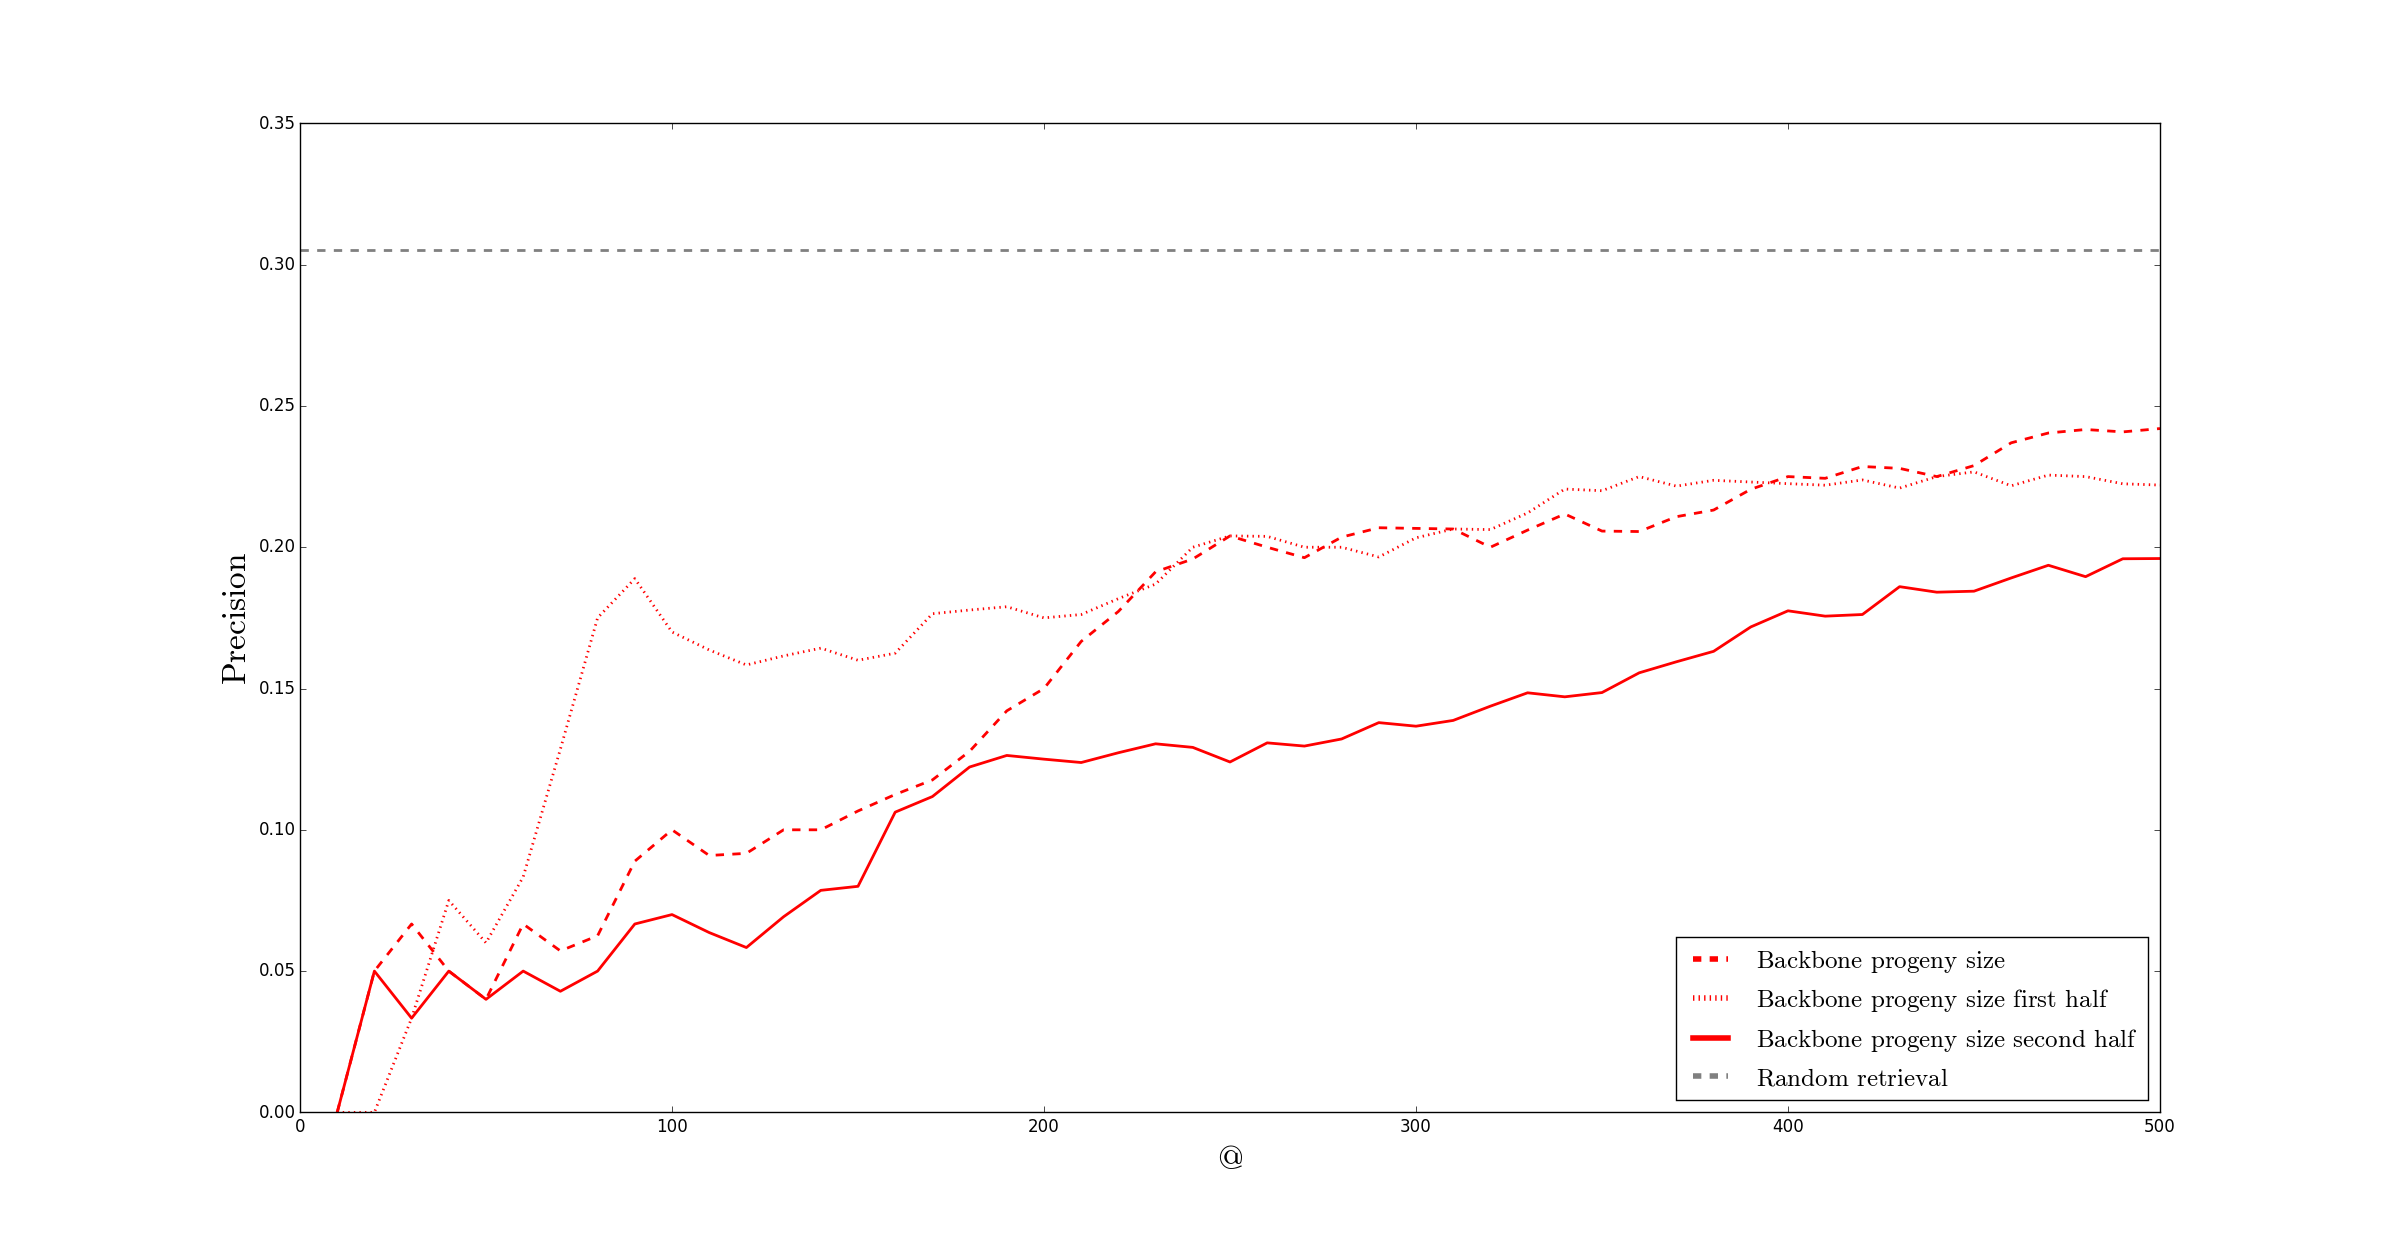 0.35
0.30
0.25
0.20
0.15
0.10
0.05
0.00
Precision
0 100 200 300 400 500
@
Backbone progeny size
Backbone progeny size first half
Backbone progeny size second half
Random retrieval